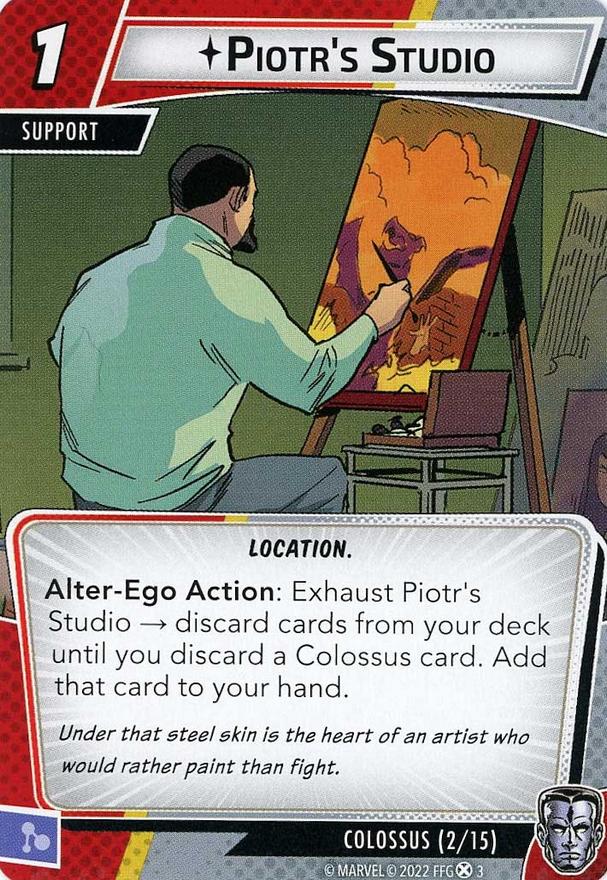 1
PIOTR'S STUDIO
SUPPORT
LOCATION.
Alter-Ego Action: Exhaust Piotr's
Studio → discard cards from your deck
until you discard a Colossus card. Add
that card to your hand.
Under that steel skin is the heart of an artist who
would rather paint than fight.
COLOSSUS (2/15)
© MARVEL © 2022 FFG 3